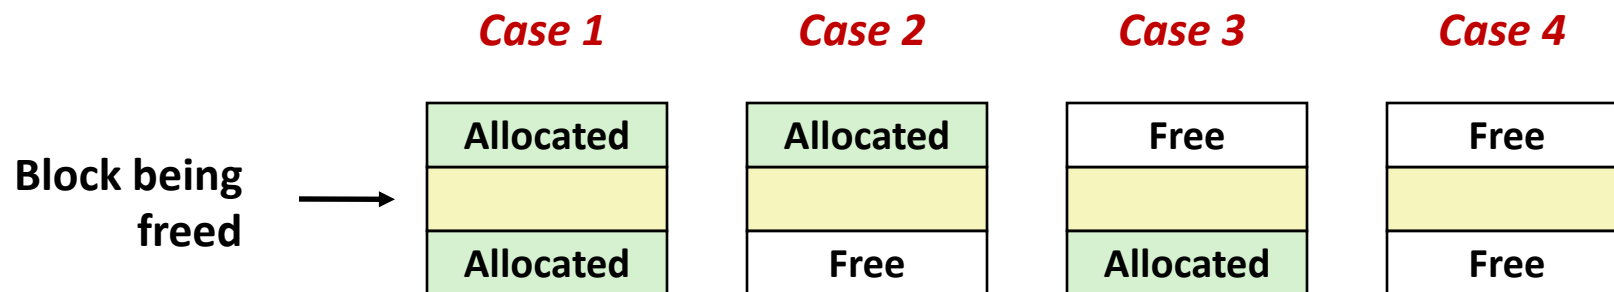 Case 1 Case 2 Case 3 Case 4
Allocated Allocated Free Free
Block being
freed
Allocated Free Allocated Free